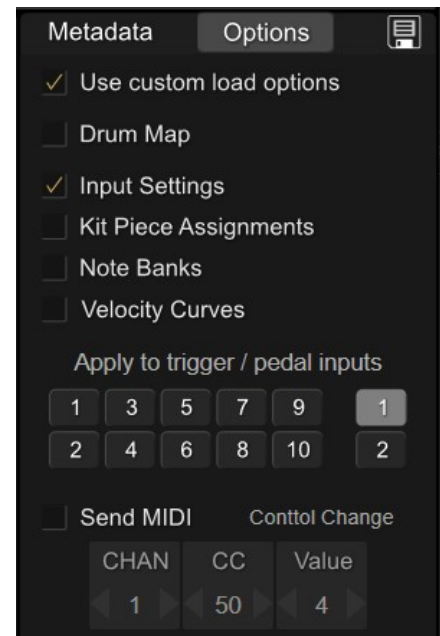 Metadata Options
Use custom load options
Drum Map
Input Settings
Kit Piece Assignments
Note Banks
Velocity Curves
Apply to trigger / pedal inputs
1 3 5 7 9 1
2 4 6 8 10 2
Send MIDI Conttol Change
CHAN CC Value
1 50 4